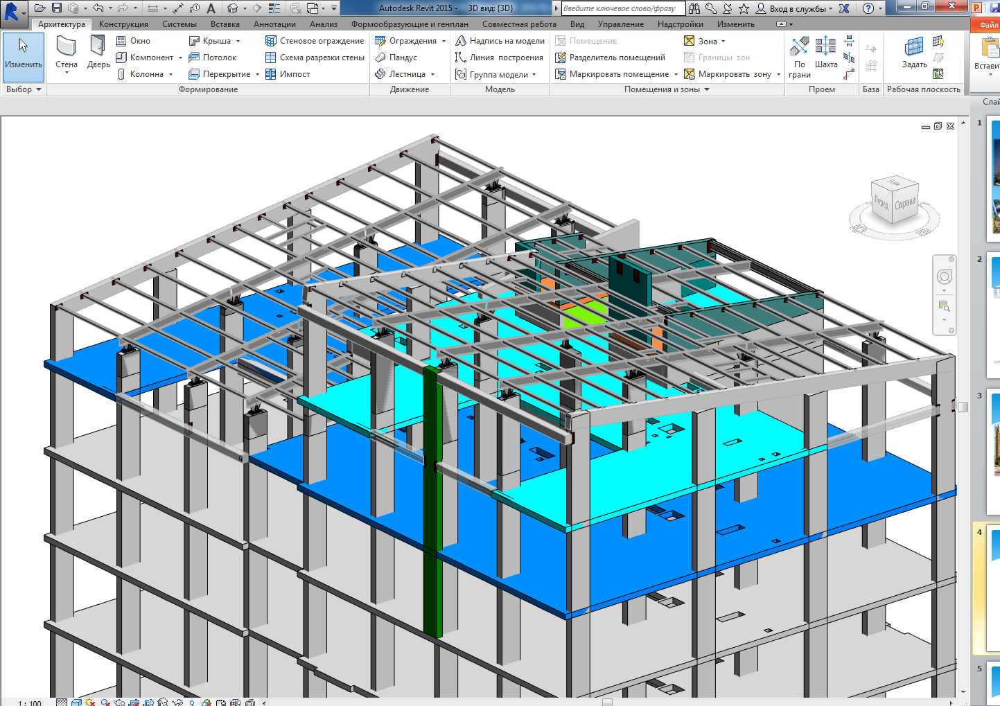 Autodesk Revit 2015 - 3D вид: {3D}
Введите ключевое слово/фразу
Вход в службы
Архитектура Конструкция Системы Вставка Аннотации Анализ Формообразующие и генплан Совместная работа Вид Управление Надстройки Изменить
Файл
Изменить
Стена
Дверь
Окно
Компонент
Колонна
Крыша
Потолок
Перекрытие
Стеновое ограждение
Схема разрезки стены
Импост
Ограждения
Пандус
Лестница
Надпись на модели
Линия построения
Группа модели
Помещение
Разделитель помещений
Маркировать помещение
Зона
Границы зон
Маркировать зону
По грани
Шахта
Задать
Выбор Формирование Движение Модель Помещения и зоны Проем База Рабочая плоскость
Перед
Справа
1
2
3
4
5
1 : 100